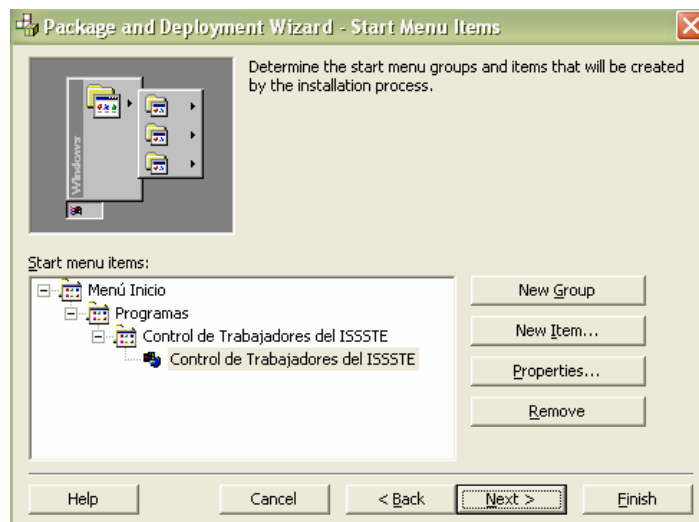 Package and Deployment Wizard - Start Menu Items
Determine the start menu groups and items that will be created
by the installation process.
Windows
Start menu items:
Menú Inicio
Programas
Control de Trabajadores del ISSSTE
Control de Trabajadores del ISSSTE
New Group
New Item...
Properties...
Remove
Help
Cancel
< Back
Next >
Finish